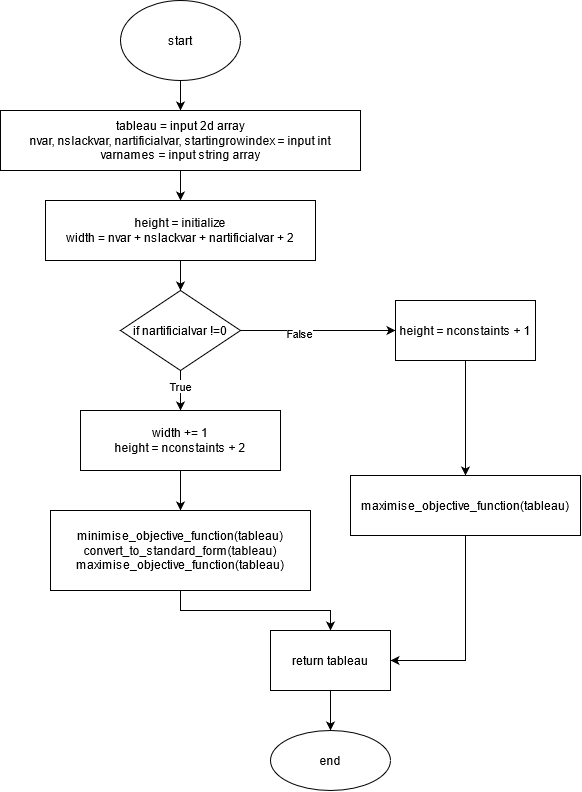 start
tableau = input 2d array
nvar, nslackvar, nartificialvar, startingrowindex = input int
varnames = input string array
height = initialize
width = nvar + nslackvar + nartificialvar + 2
if nartificialvar !=0
False
height = nconstaints + 1
True
width += 1
height = nconstaints + 2
maximise_objective_function(tableau)
minimise_objective_function(tableau)
convert_to_standard_form(tableau)
maximise_objective_function(tableau)
return tableau
end